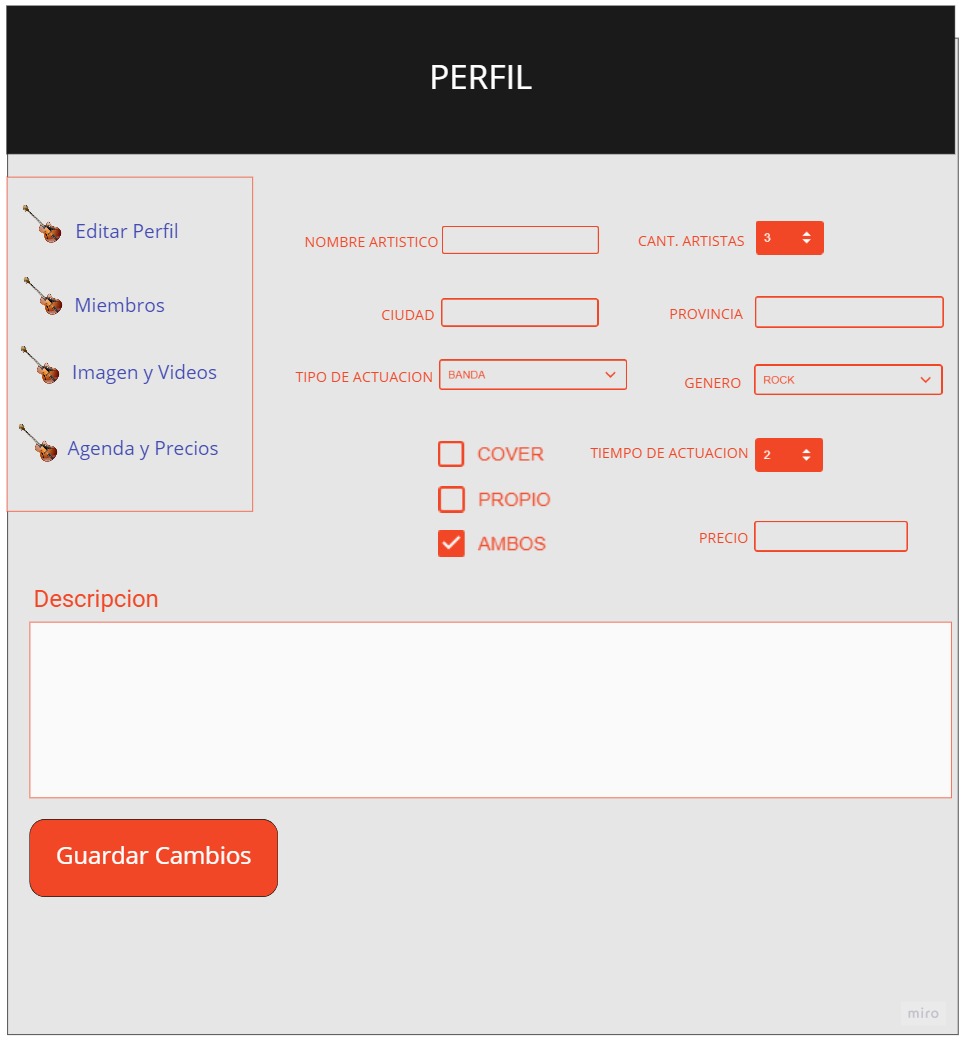 PERFIL
Editar Perfil
Miembros
Imagen y Videos
Agenda y Precios
NOMBRE ARTISTICO
CANT. ARTISTAS 3
CIUDAD
PROVINCIA
TIPO DE ACTUACION BANDA
GENERO ROCK
COVER
TIEMPO DE ACTUACION 2
PROPIO
AMBOS
PRECIO
Descripcion
Guardar Cambios
miro